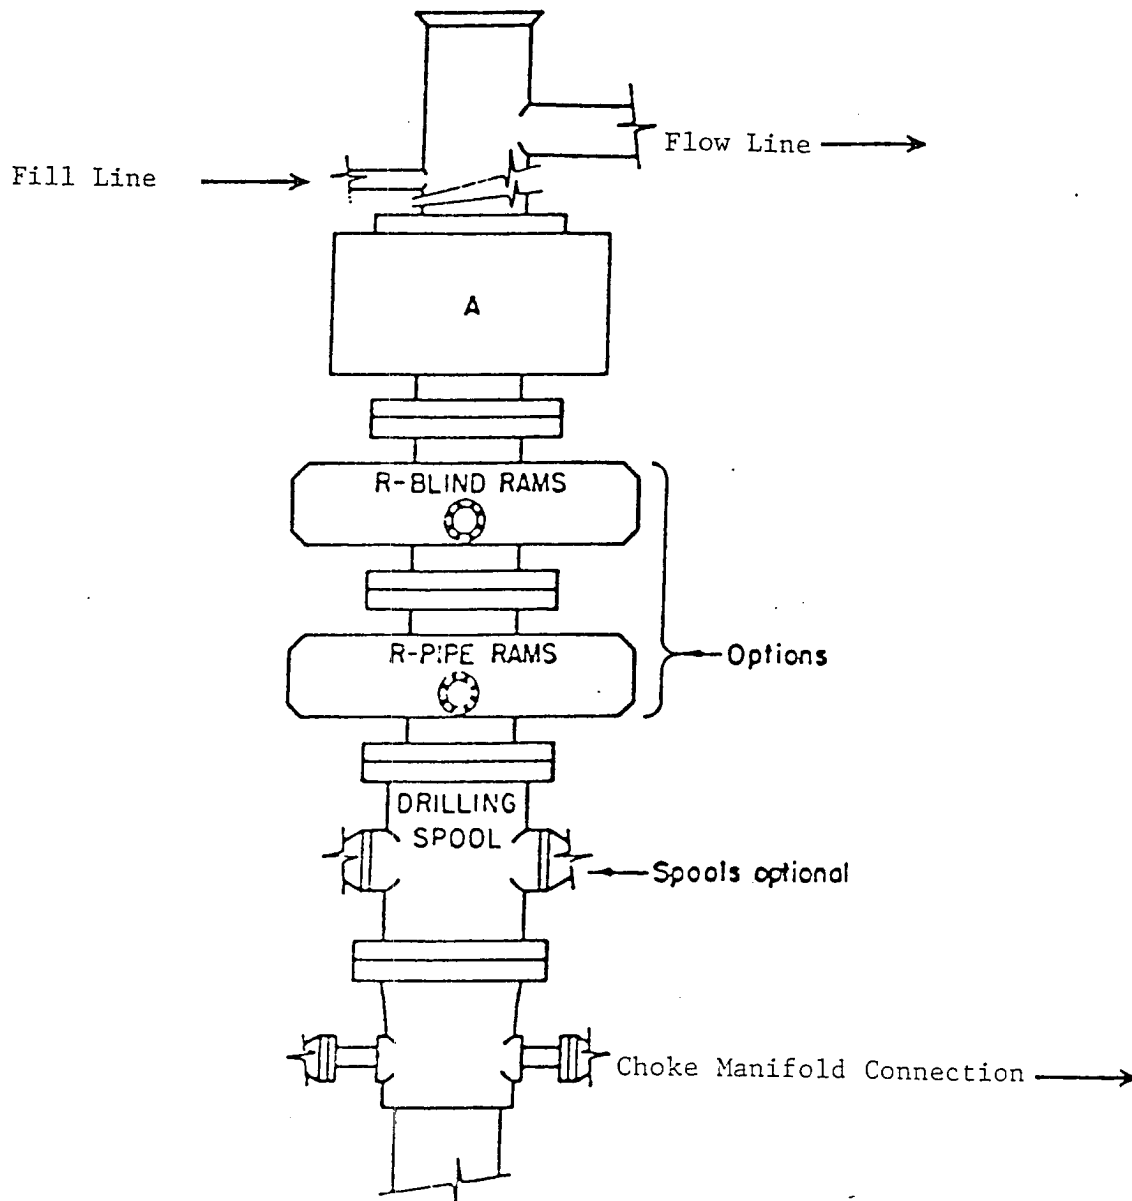 Flow Line
Fill Line
A
R-BLIND RAMS
R-PIPE RAMS
Options
DRILLING
SPOOL
Spools optional
Choke Manifold Connection